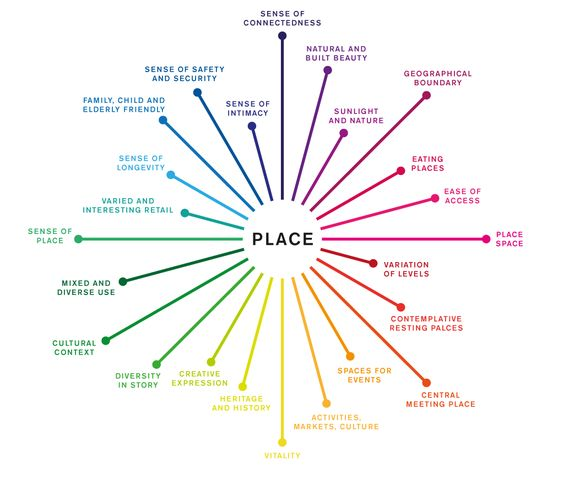 SENSE OF
CONNECTEDNESS
NATURAL AND
BUILT BEAUTY
GEOGRAPHICAL
BOUNDARY
SUNLIGHT
AND NATURE
EATING
PLACES
EASE OF
ACCESS
PLACE
SPACE
VARIATION
OF LEVELS
CONTEMPLATIVE
RESTING PALCES
CENTRAL
MEETING PLACE
SPACES FOR
EVENTS
ACTIVITIES,
MARKETS, CULTURE
VITALITY
HERITAGE
AND HISTORY
CREATIVE
EXPRESSION
DIVERSITY
IN STORY
CULTURAL
CONTEXT
MIXED AND
DIVERSE USE
SENSE OF
PLACE
VARIED AND
INTERESTING RETAIL
SENSE OF
LONGEVITY
FAMILY, CHILD AND
ELDERLY FRIENDLY
SENSE OF SAFETY
AND SECURITY
SENSE OF
INTIMACY
PLACE